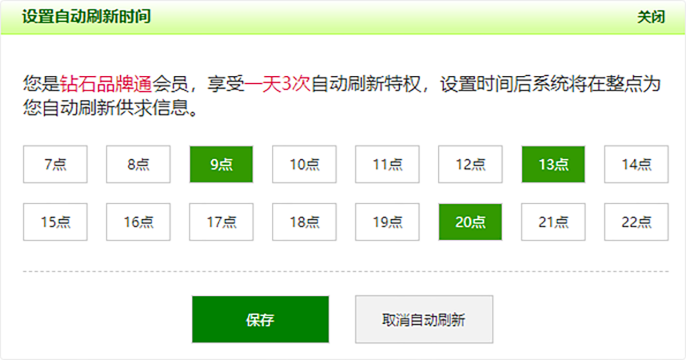 设置自动刷新时间 关闭
您是钻石品牌通会员，享受一天3次自动刷新特权，设置时间后系统将在整点为
您自动刷新供求信息。
7点 8点 9点 10点 11点 12点 13点 14点
15点 16点 17点 18点 19点 20点 21点 22点
保存 取消自动刷新